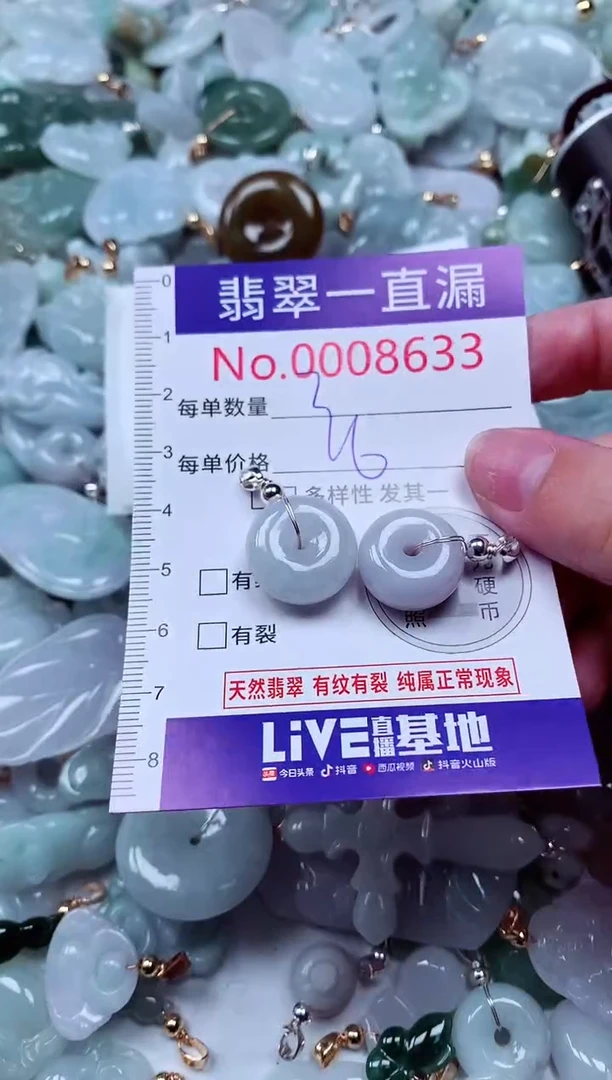 0
翡翠一直漏
1
No.0008633
2
每单数量
3
每单价格
多样性 发其一
4
5
有
硬
照
币
6
有裂
天然翡翠 有纹有裂 纯属正常现象
7
LiVE直播基地
8
头条 今日头条 抖音 西瓜视频 抖音火山版